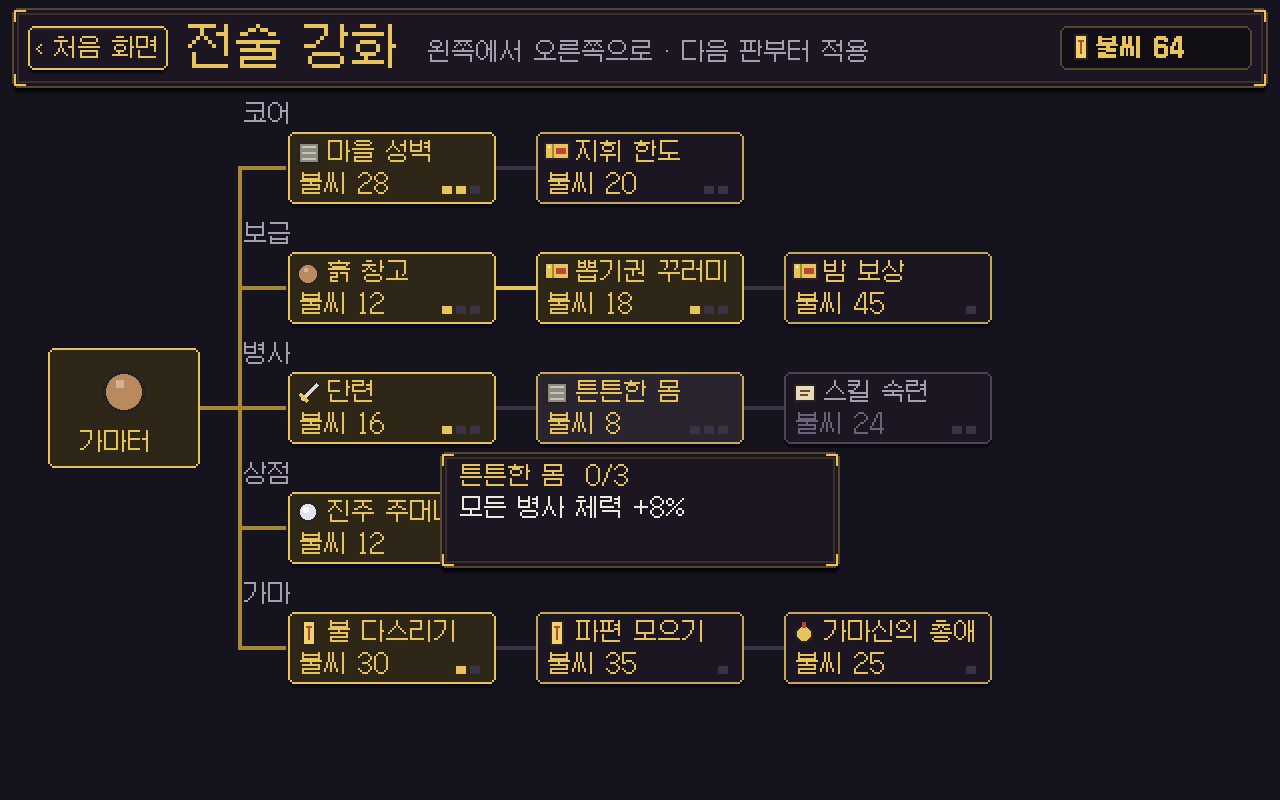 ‹ 처음 화면
전술 강화
왼쪽에서 오른쪽으로 · 다음 판부터 적용
불씨 64
코어
마을 성벽
불씨 28
지휘 한도
불씨 20
보급
흙 창고
불씨 12
뽑기권 꾸러미
불씨 18
밤 보상
불씨 45
병사
단련
불씨 16
튼튼한 몸
불씨 8
스킬 숙련
불씨 24
가마터
상점
진주
불씨 12
튼튼한 몸 0/3
모든 병사 체력 +8%
가마
불 다스리기
불씨 30
파편 모으기
불씨 35
가마신의 총애
불씨 25